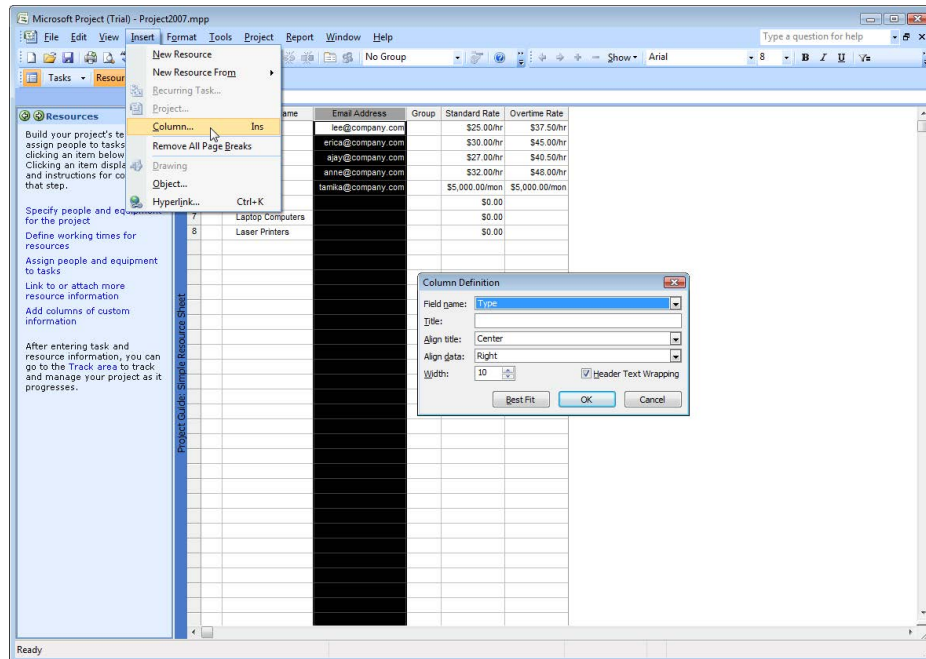 Microsoft Project (Trial) - Project2007.mpp
File Edit View Insert Format Tools Project Report Window Help
Type a question for help
No Group
Show
Arial
8
B I U
Tasks
Resour
New Resource
New Resource From
Recurring Task...
Project...
Column... Ins
Remove All Page Breaks
Drawing
Object...
Hyperlink... Ctrl+K
Resources
Build your project's te
assign people to tasks
clicking an item below
Clicking an item displa
and instructions for co
that step.
Specify people and equipment
for the project
Define working times for
resources
Assign people and equipment
to tasks
Link to or attach more
resource information
Add columns of custom
information
After entering task and
resource information, you can
go to the Track area to track
and manage your project as it
progresses.
Project Guide: Simple Resource Sheet
ame Email Address Group Standard Rate Overtime Rate
lee@company.com $25.00/hr $37.50/hr
erica@company.com $30.00/hr $45.00/hr
ajay@company.com $27.00/hr $40.50/hr
anne@company.com $32.00/hr $48.00/hr
tamika@company.com $5,000.00/mon $5,000.00/mon
$0.00
7 Laptop Computers $0.00
8 Laser Printers $0.00
Column Definition
Field name: Type
Title:
Align title: Center
Align data: Right
Width: 10 Header Text Wrapping
Best Fit OK Cancel
Ready